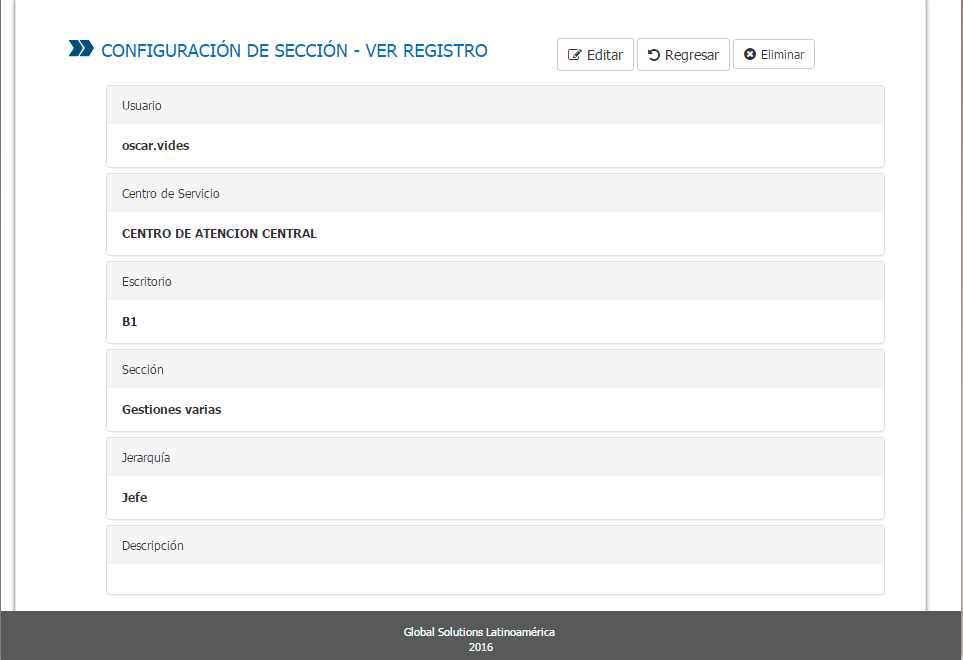 CONFIGURACIÓN DE SECCIÓN - VER REGISTRO
Editar
Regresar
Eliminar
Usuario
oscar.vides
Centro de Servicio
CENTRO DE ATENCION CENTRAL
Escritorio
B1
Sección
Gestiones varias
Jerarquía
Jefe
Descripción
Global Solutions Latinoamérica
2016